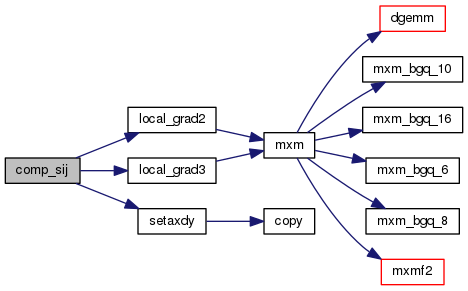 dgemm
mxm_bgq_10
local_grad2
mxm_bgq_16
mxm
comp_sij
local_grad3
mxm_bgq_6
setaxdy
copy
mxm_bgq_8
mxmf2